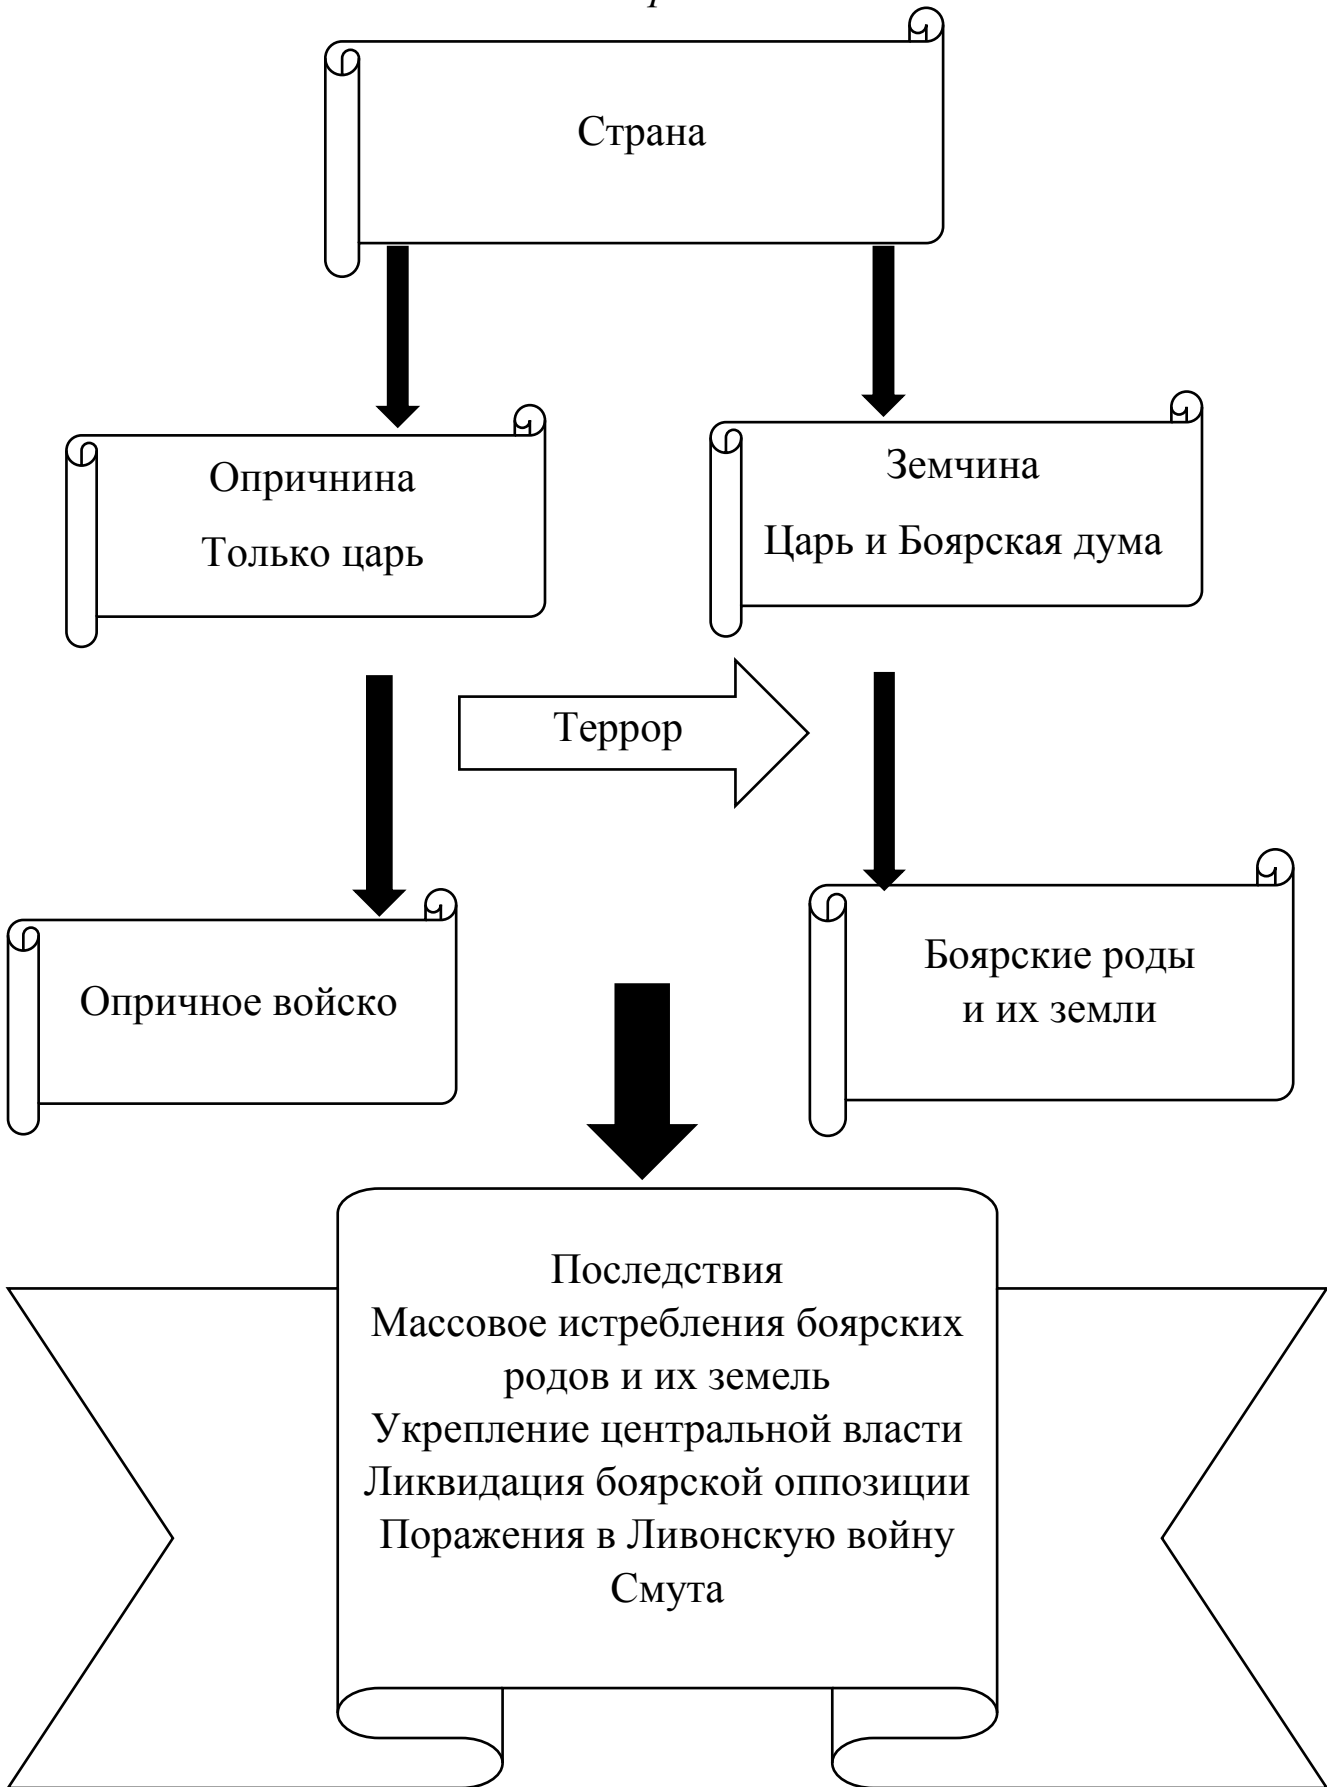 Страна
Опричнина
Только царь
Земчина
Царь и Боярская дума
Террор
Опричное войско
Боярские роды
и их земли
Последствия
Массовое истребления боярских
родов и их земель
Укрепление центральной власти
Ликвидация боярской оппозиции
Поражения в Ливонскую войну
Смута